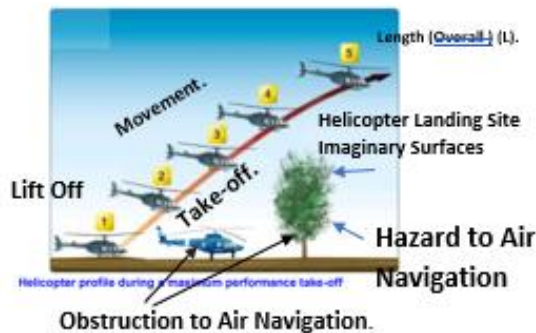 Length (Overall ) (L).
5
Movement.
4
Helicopter Landing Site
Imaginary Surfaces
3
Lift Off
2
Take-off.
1
Hazard to Air
Navigation
Helicopter profile during a maximum performance take-off
Obstruction to Air Navigation.